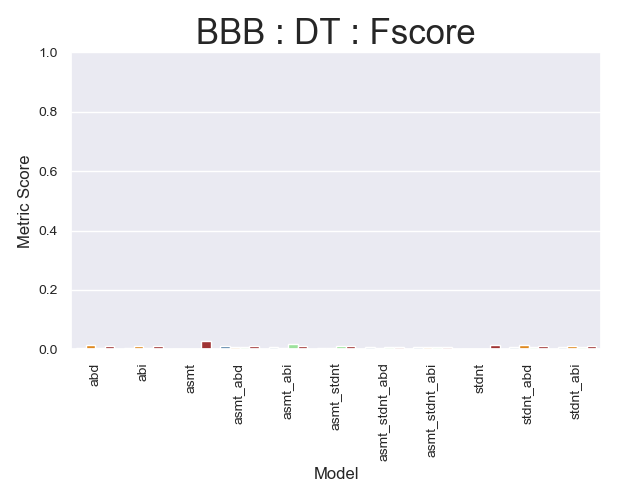 BBB : DT : Fscore
1.0
0.8
0.6
0.4
0.2
0.0
Metric Score
abd
abi
asmt
asmt_abd
asmt_abi
asmt_stdnt
asmt_stdnt_abd
asmt_stdnt_abi
stdnt
stdnt_abd
stdnt_abi
Model